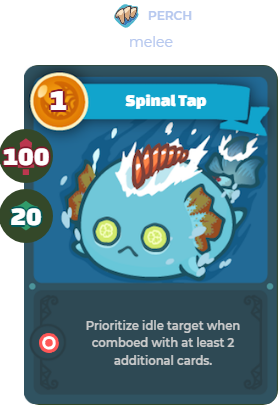 PERCH
melee
1
Spinal Tap
100
20
Prioritize idle target when
comboed with at least 2
additional cards.